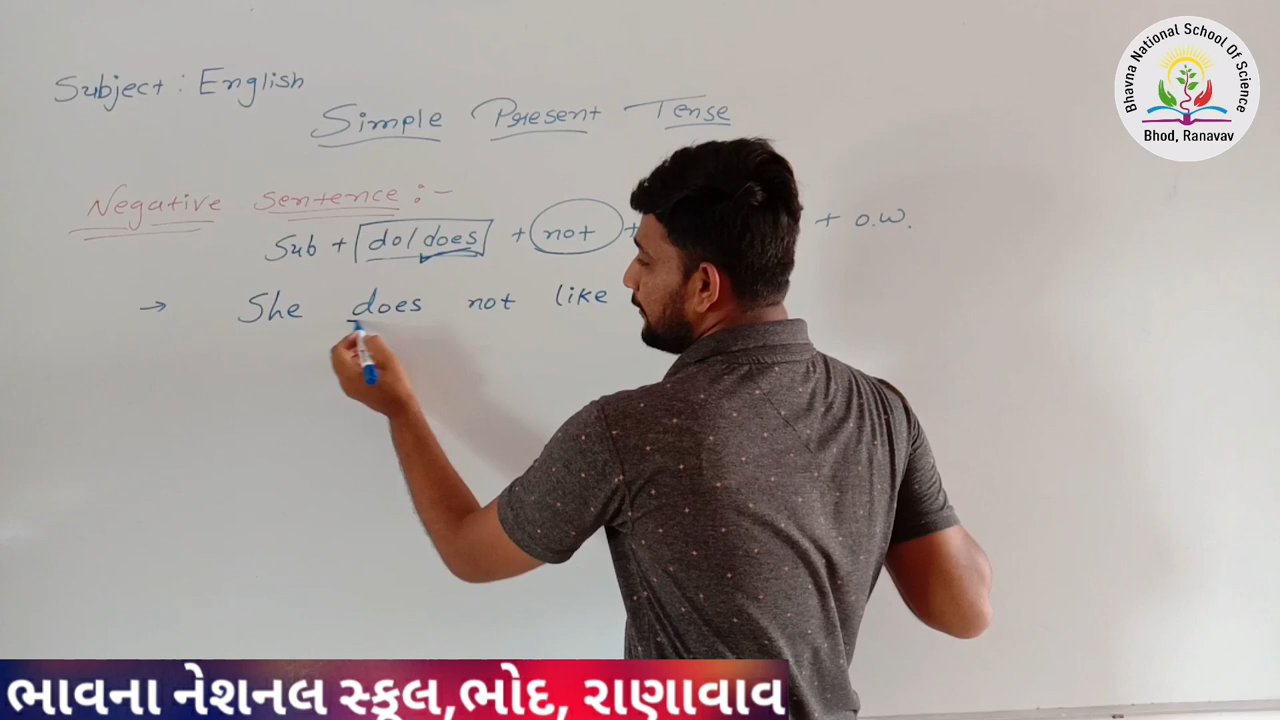 Subject : English
Simple Present Tense
Negative Sentence :-
Sub + do/does + not + + o.w.
→ She does not like
Bhavna National School Of Science
Bhod, Ranavav
ભાવના નેશનલ સ્કૂલ,ભોદ, રાણાવાવ